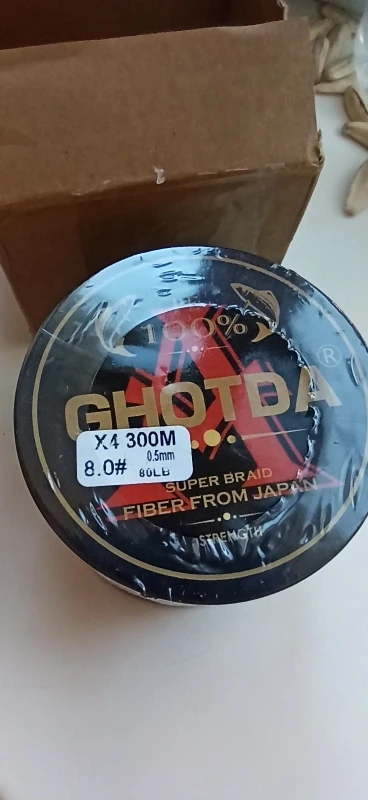 100%
®
GHOTDA
X4 300M
0.5mm
8.0# 80LB
SUPER BRAID
FIBER FROM JAPAN
STRENGTH